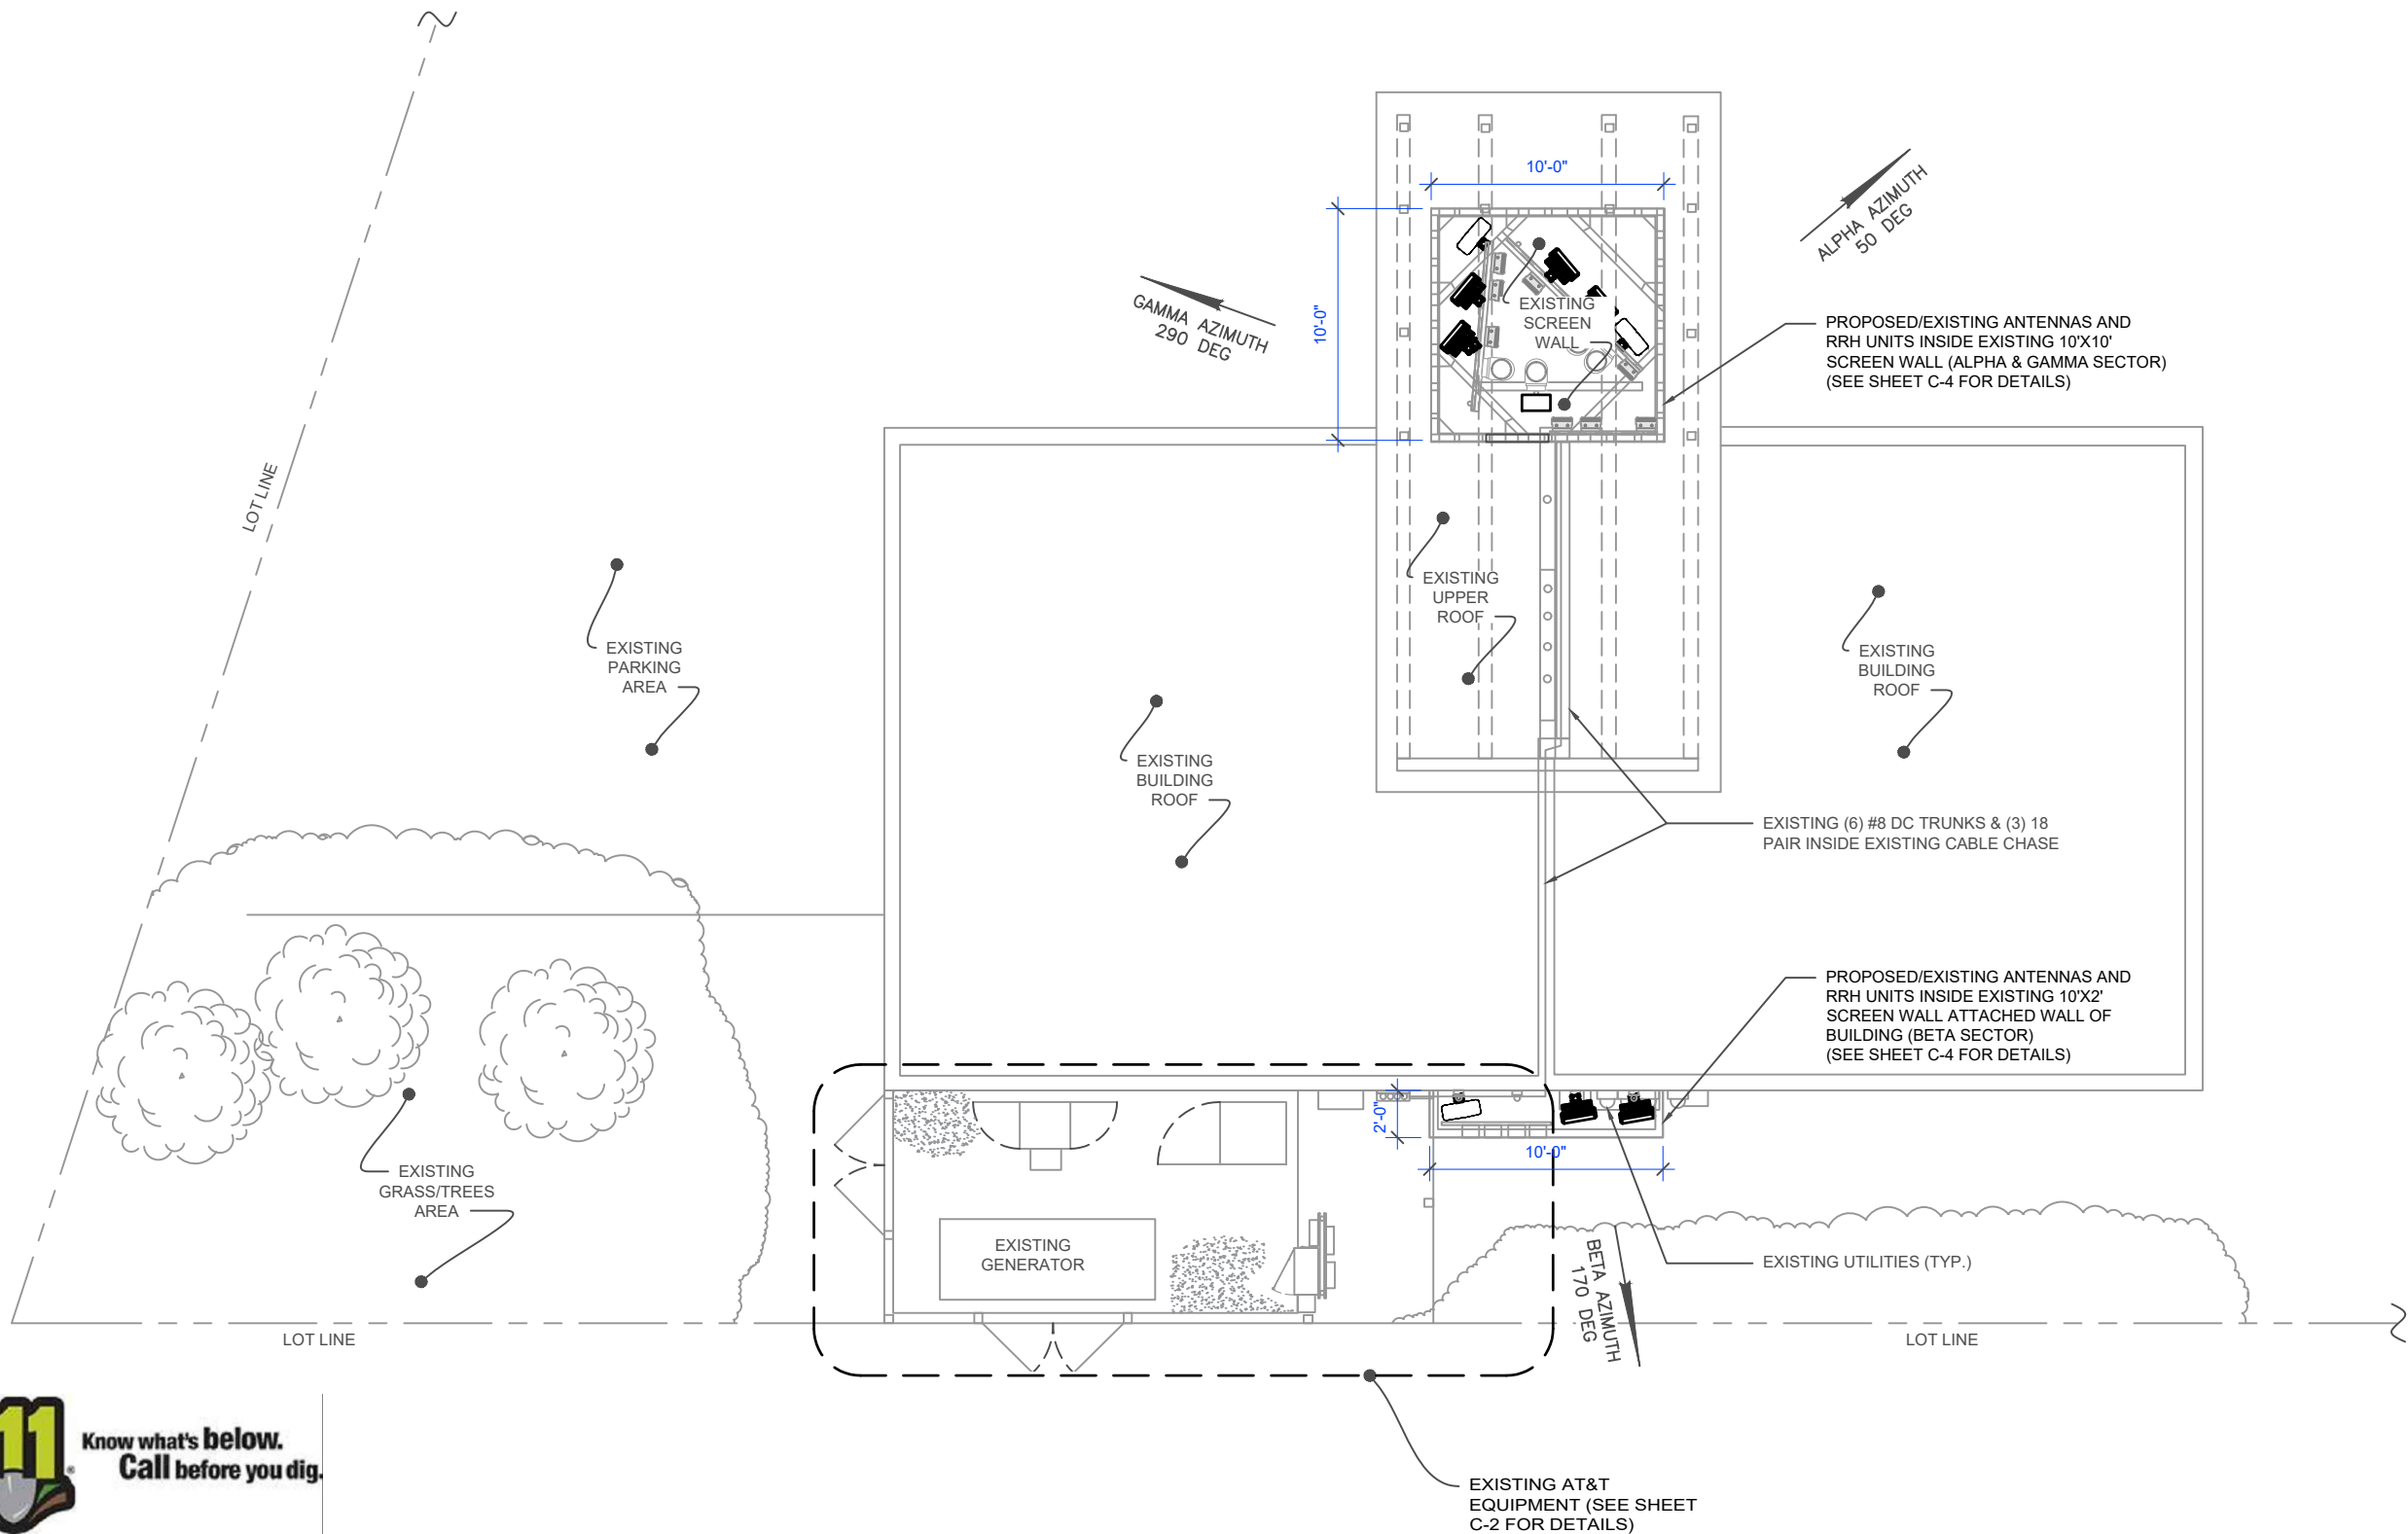 10'-0"
ALPHA AZIMUTH
50 DEG
GAMMA AZIMUTH
290 DEG
10'-0"
EXISTING
SCREEN
WALL
PROPOSED/EXISTING ANTENNAS AND
RRH UNITS INSIDE EXISTING 10'X10'
SCREEN WALL (ALPHA & GAMMA SECTOR)
(SEE SHEET C-4 FOR DETAILS)
LOT LINE
EXISTING
UPPER
ROOF
EXISTING
PARKING
AREA
EXISTING
BUILDING
ROOF
EXISTING
BUILDING
ROOF
EXISTING (6) #8 DC TRUNKS & (3) 18
PAIR INSIDE EXISTING CABLE CHASE
PROPOSED/EXISTING ANTENNAS AND
RRH UNITS INSIDE EXISTING 10'X2'
SCREEN WALL ATTACHED WALL OF
BUILDING (BETA SECTOR)
(SEE SHEET C-4 FOR DETAILS)
2'-0"
10'-0"
EXISTING
GRASS/TREES
AREA
EXISTING
GENERATOR
BETA AZIMUTH
170 DEG
EXISTING UTILITIES (TYP.)
LOT LINE
LOT LINE
11
Know what's below.
Call before you dig.
EXISTING AT&T
EQUIPMENT (SEE SHEET
C-2 FOR DETAILS)